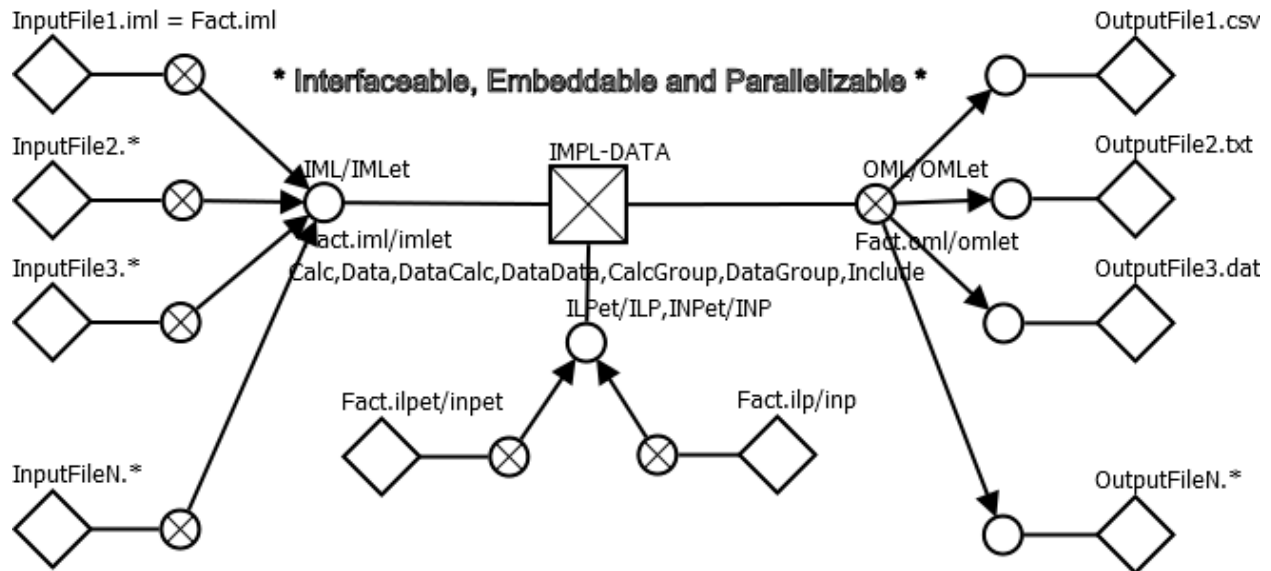 InputFile1.iml = Fact.iml
OutputFile1.csv
* Interfaceable, Embeddable and Parallelizable *
InputFile2.*
IMPL-DATA
OutputFile2.txt
IML/IMLet
OML/OMLet
Fact.iml/imlet
Fact.oml/omlet
InputFile3.*
Calc,Data,DataCalc,DataData,CalcGroup,DataGroup,Include
OutputFile3.dat
ILPet/ILP,INPet/INP
Fact.ilpet/inpet
Fact.ilp/inp
InputFileN.*
OutputFileN.*